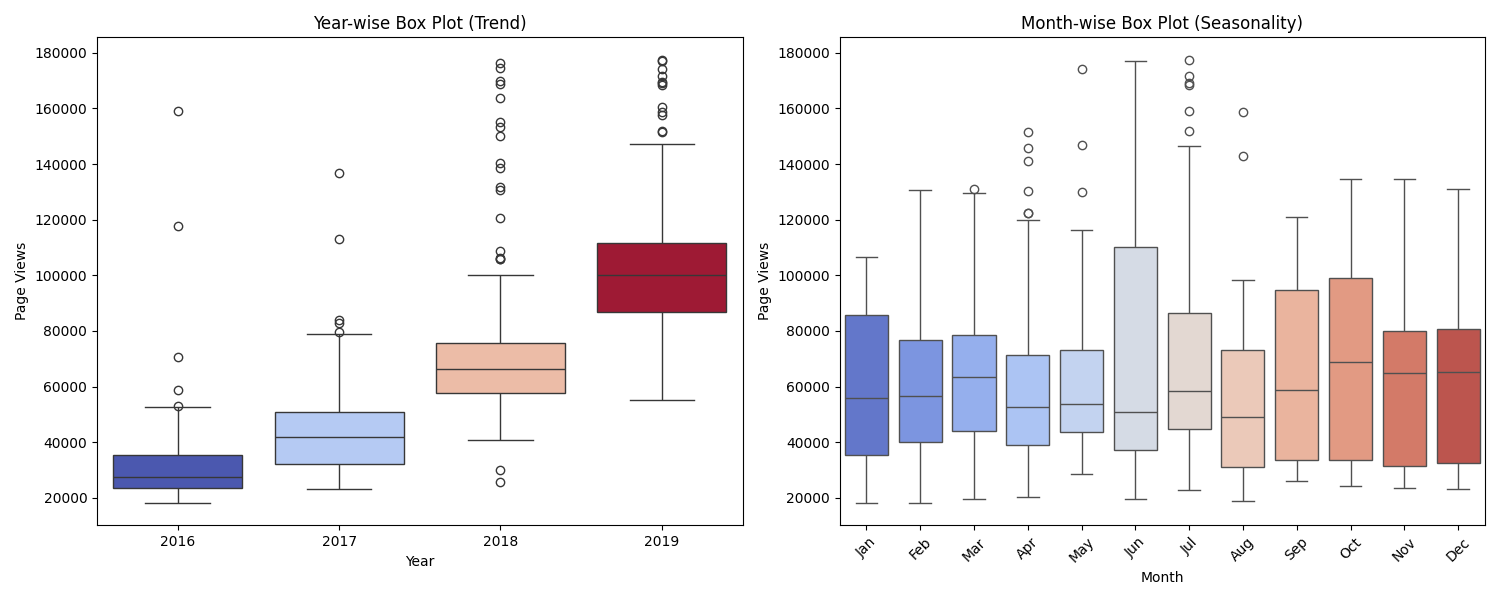 Year-wise Box Plot (Trend)
Page Views
180000
160000
140000
120000
100000
80000
60000
40000
20000
2016 2017 2018 2019
Year
Month-wise Box Plot (Seasonality)
Page Views
180000
160000
140000
120000
100000
80000
60000
40000
20000
Jan Feb Mar Apr May Jun Jul Aug Sep Oct Nov Dec
Month